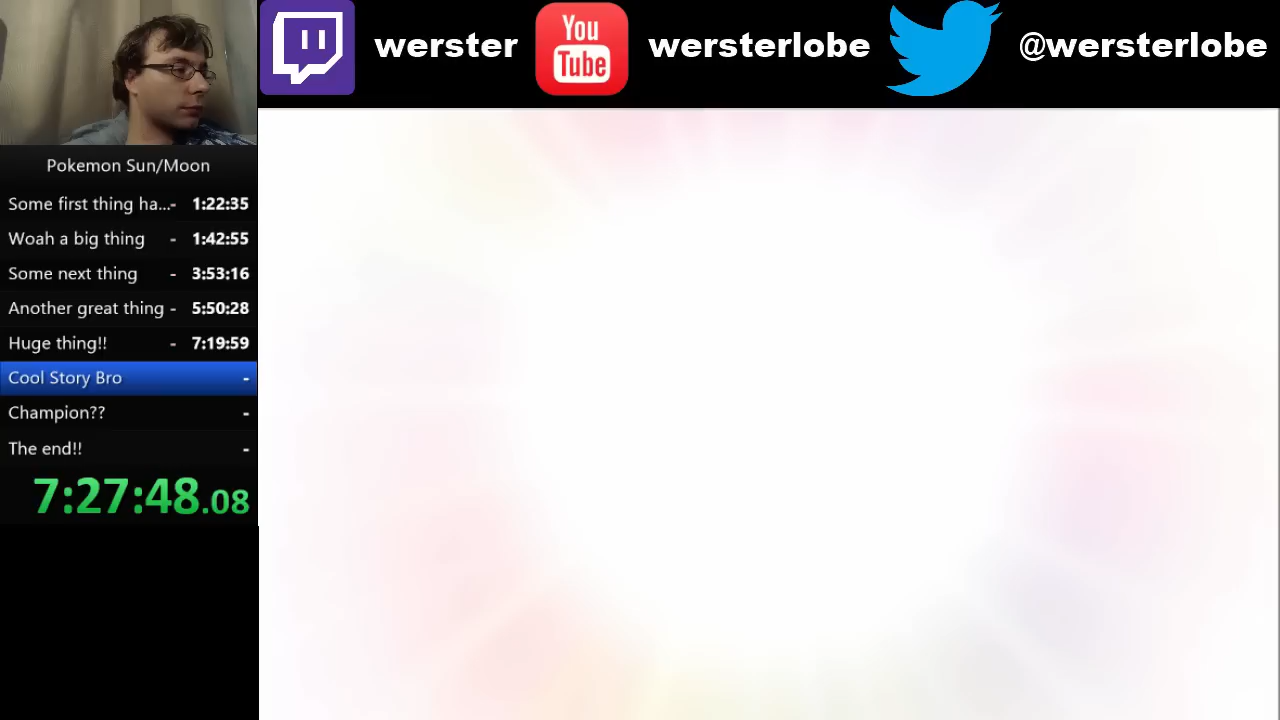 werster
You
Tube
wersterlobe
@wersterlobe
Pokemon Sun/Moon
Some first thing ha...- 1:22:35
Woah a big thing - 1:42:55
Some next thing - 3:53:16
Another great thing - 5:50:28
Huge thing!! - 7:19:59
Cool Story Bro -
Champion?? -
The end!! -
7:27:48.08